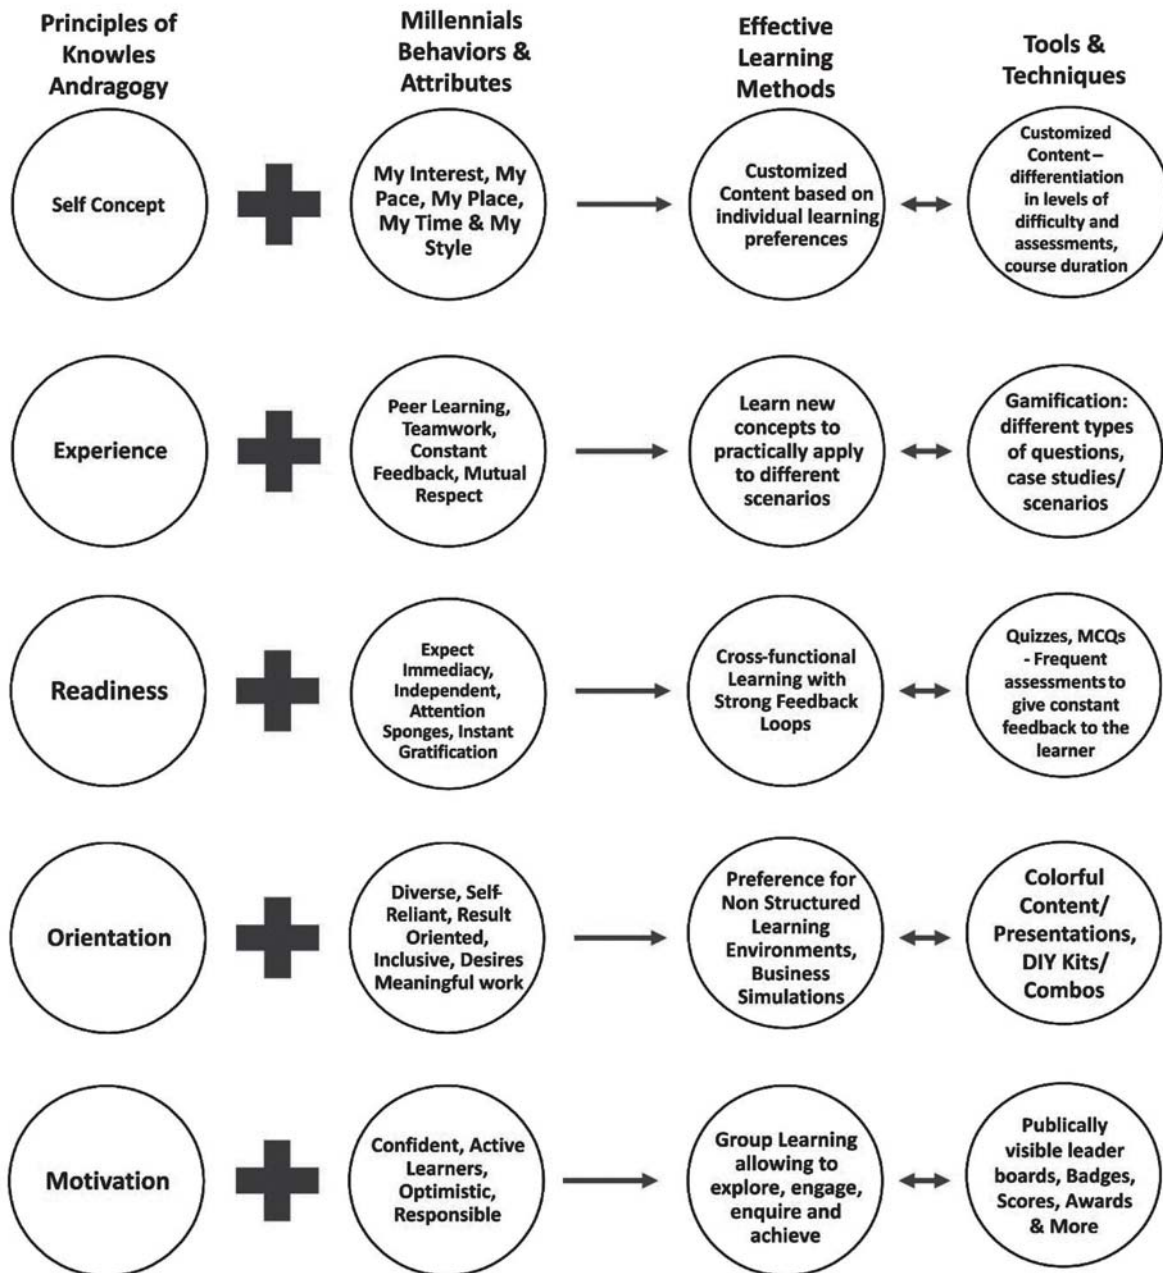 Principles of
Knowles
Andragogy
Millennials
Behaviors &
Attributes
Effective
Learning
Methods
Tools &
Techniques
Self Concept
My Interest, My
Pace, My Place,
My Time & My
Style
Customized
Content based on
individual learning
preferences
Customized
Content –
differentiation
in levels of
difficulty and
assessments,
course duration
Experience
Peer Learning,
Teamwork,
Constant
Feedback, Mutual
Respect
Learn new
concepts to
practically apply
to different
scenarios
Gamification:
different types
of questions,
case studies/
scenarios
Readiness
Expect
Immediacy,
Independent,
Attention
Sponges, Instant
Gratification
Cross-functional
Learning with
Strong Feedback
Loops
Quizzes, MCQs
- Frequent
assessments to
give constant
feedback to the
learner
Orientation
Diverse, Self-
Reliant, Result
Oriented,
Inclusive, Desires
Meaningful work
Preference for
Non Structured
Learning
Environments,
Business
Simulations
Colorful
Content/
Presentations,
DIY Kits/
Combos
Motivation
Confident, Active
Learners,
Optimistic,
Responsible
Group Learning
allowing to
explore, engage,
enquire and
achieve
Publically
visible leader
boards, Badges,
Scores, Awards
& More